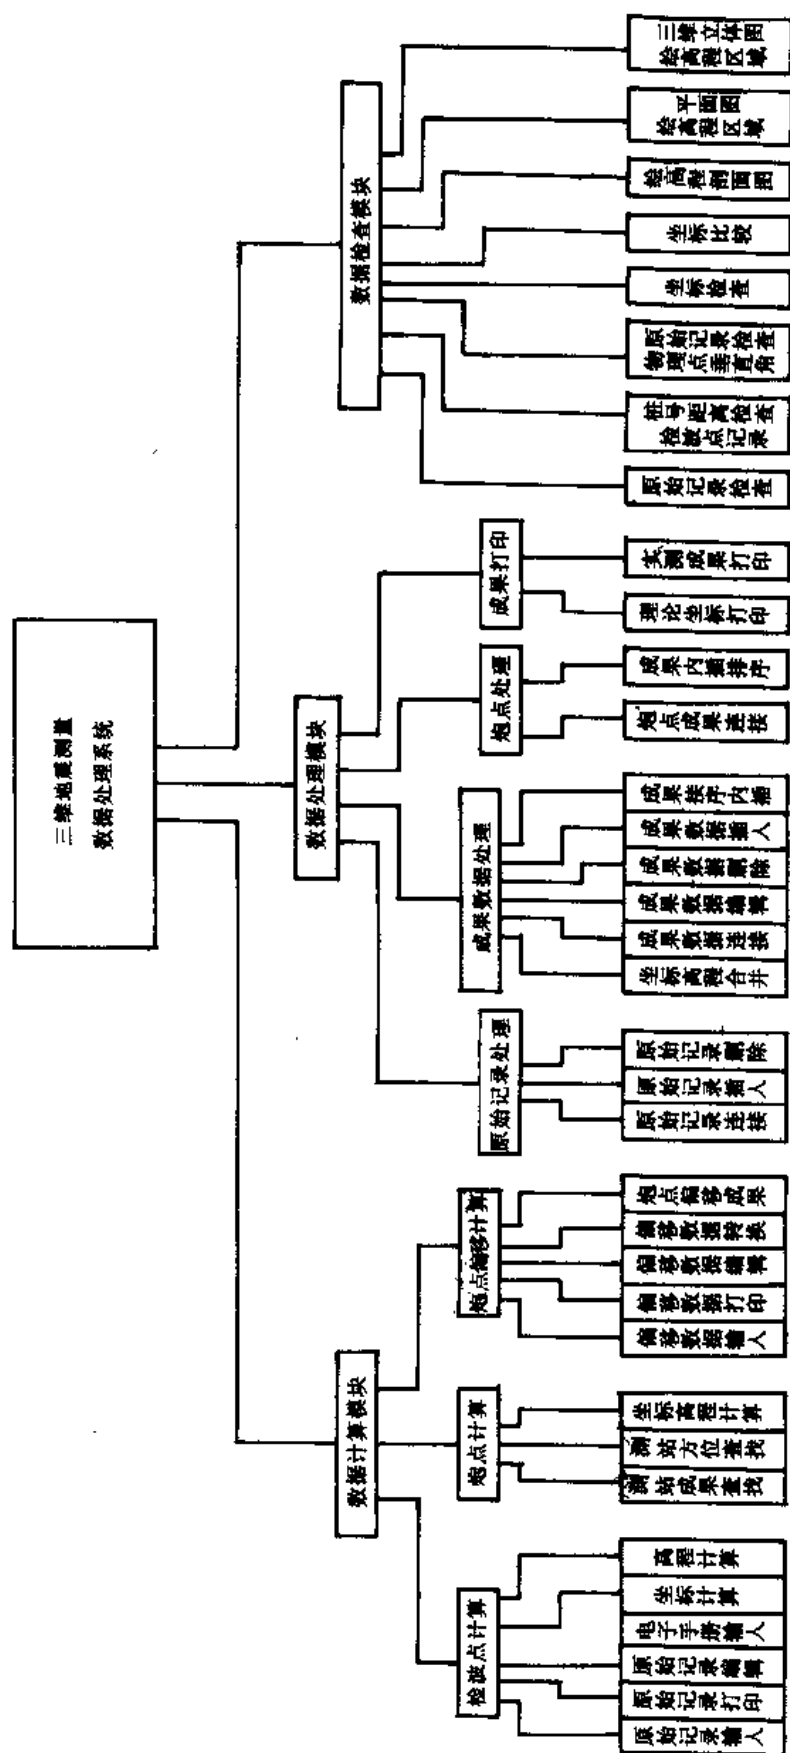 三维地震测量
数据处理系统
数据计算模块
数据处理模块
数据检查模块
检波点计算
炮点计算
炮点偏移计算
原始记录处理
成果数据处理
炮点处理
成果打印
原始记录输人
原始记录打印
原始记录编辑
电子手册输人
坐标计算
高程计算
测站成果查找
测站方位查找
坐标高程计算
偏移数据输人
偏移数据打印
偏移数据编辑
偏移数据转换
炮点偏移成果
原始记录连接
原始记录插人
原始记录删除
坐标高程合并
成果数据连接
成果数据编辑
成果数据删除
成果数据插人
成果排序内插
炮点成果连接
成果内插排序
理论坐标打印
实测成果打印
原始记录检查
检波点记录
桩号距离检查
物理点垂直角
原始记录检查
坐标检查
坐标比较
绘高程剖面图
绘高程区域
平面图
绘高程区域
三维立体图